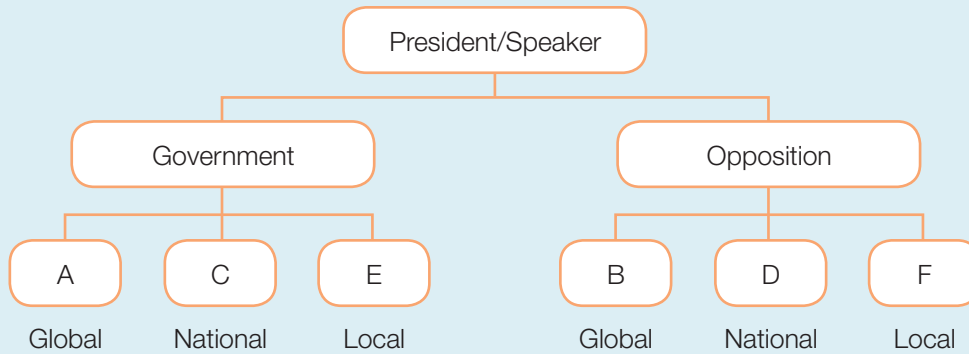 President/Speaker
Government
Opposition
A
C
E
B
D
F
Global
National
Local
Global
National
Local